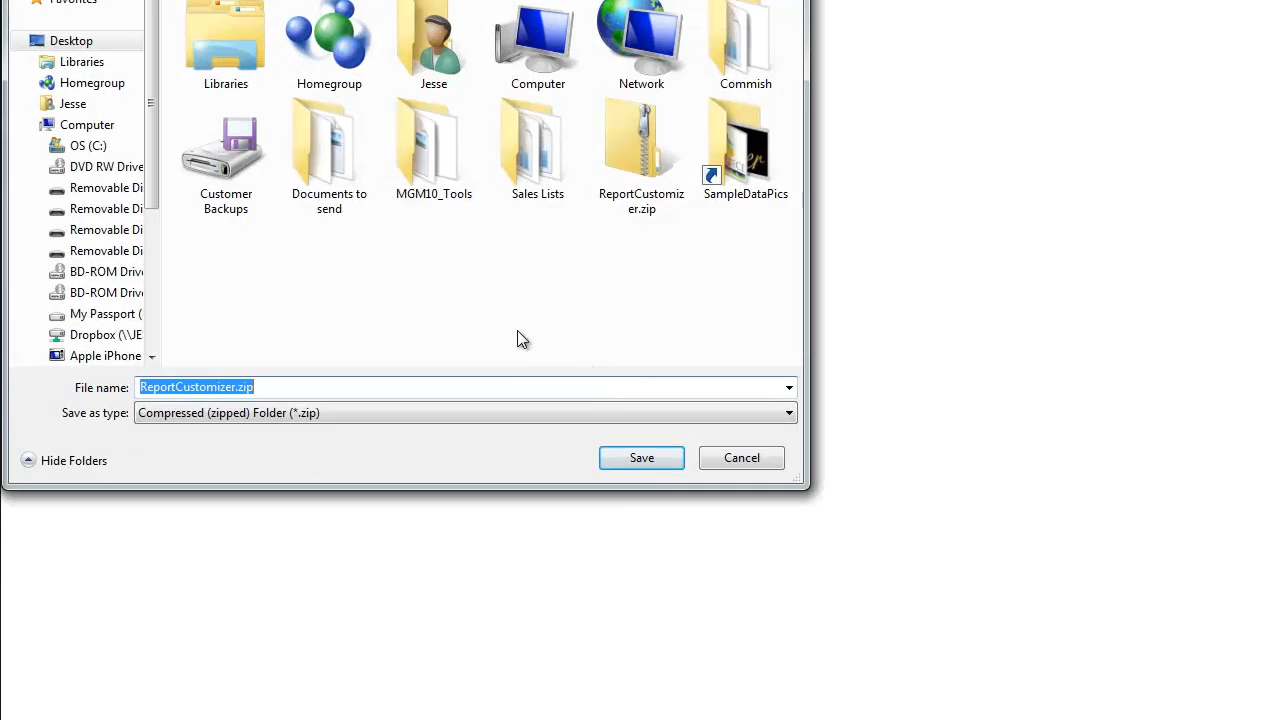 Favorites
Desktop
Libraries
Homegroup
Jesse
Computer
OS (C:)
DVD RW Drive
Removable Di
Removable Di
Removable Di
Removable Di
BD-ROM Drive
BD-ROM Drive
My Passport (
Dropbox (\\JE
Apple iPhone
Libraries
Homegroup
Jesse
Computer
Network
Commish
Customer
Backups
Documents to
send
MGM10_Tools
Sales Lists
ReportCustomiz
er.zip
SampleDataPics
File name:
ReportCustomizer.zip
Save as type:
Compressed (zipped) Folder (*.zip)
Hide Folders
Save
Cancel